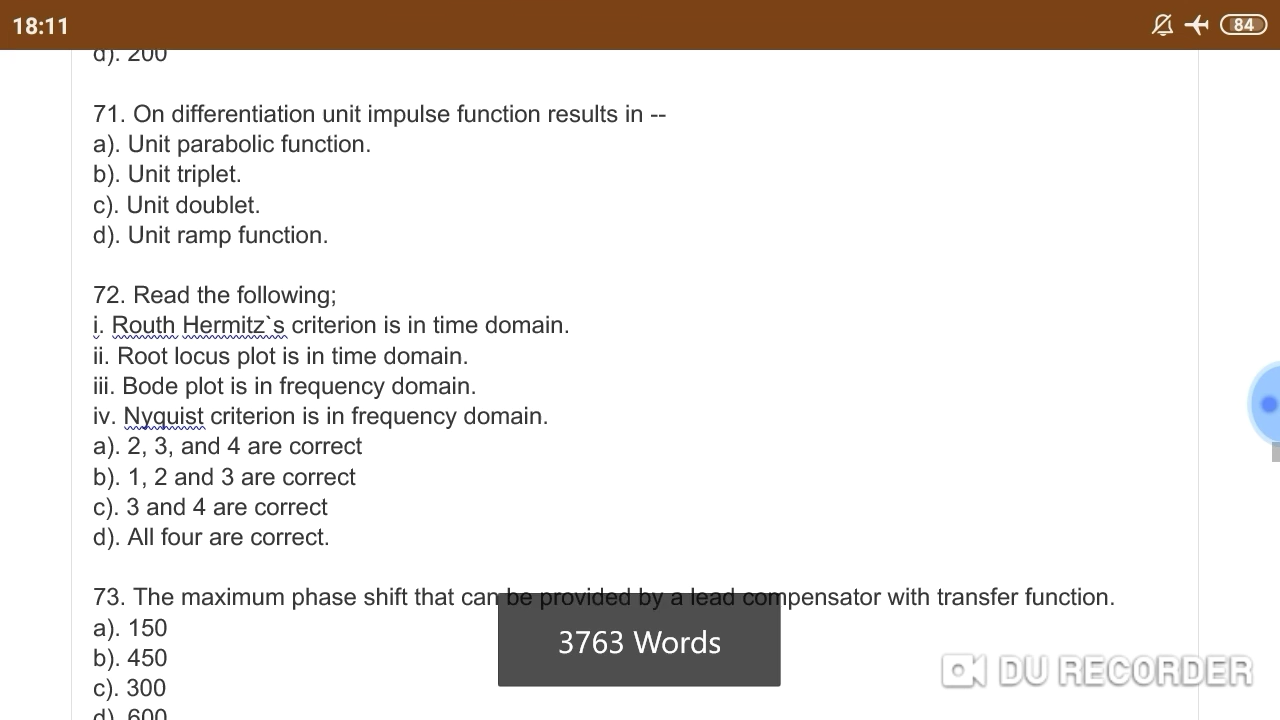 18:11
84
d). 200
71. On differentiation unit impulse function results in --
a). Unit parabolic function.
b). Unit triplet.
c). Unit doublet.
d). Unit ramp function.
72. Read the following;
i. Routh Hermitz`s criterion is in time domain.
ii. Root locus plot is in time domain.
iii. Bode plot is in frequency domain.
iv. Nyquist criterion is in frequency domain.
a). 2, 3, and 4 are correct
b). 1, 2 and 3 are correct
c). 3 and 4 are correct
d). All four are correct.
73. The maximum phase shift that can be provided by a lead compensator with transfer function.
a). 150
3763 Words
b). 450
DU RECORDER
c). 300
d). 600